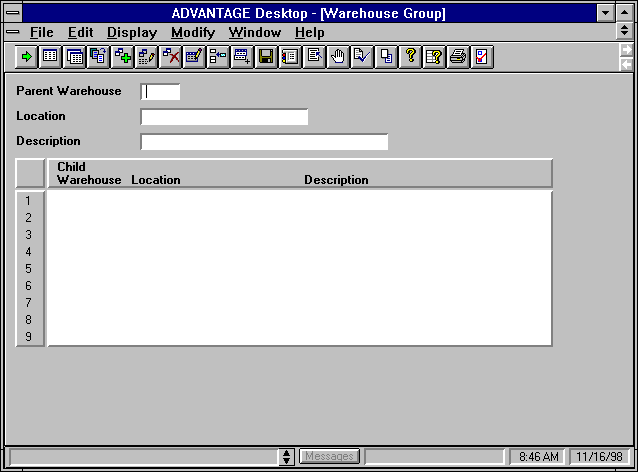 ADVANTAGE Desktop - [Warehouse Group]
File Edit Display Modify Window Help
Parent Warehouse
Location
Description
Child
Warehouse Location Description
1
2
3
4
5
6
7
8
9
Messages 8:46 AM 11/16/98